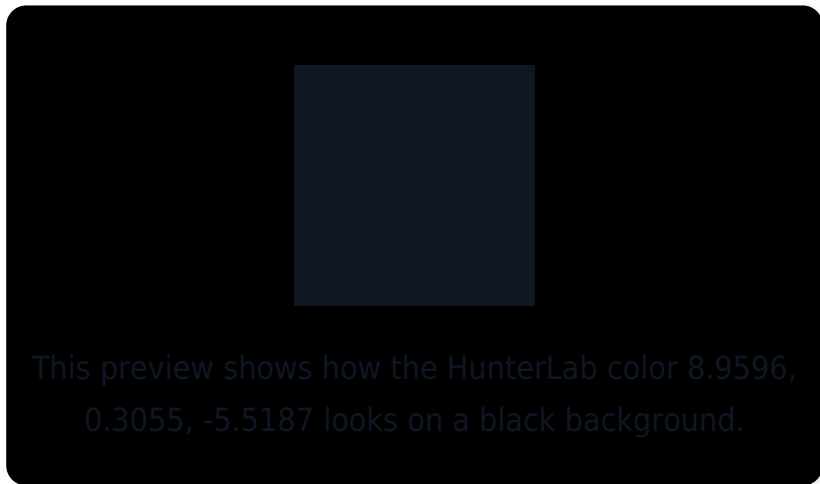 This preview shows how the HunterLab color 8.9596,
0.3055, -5.5187 looks on a black background.